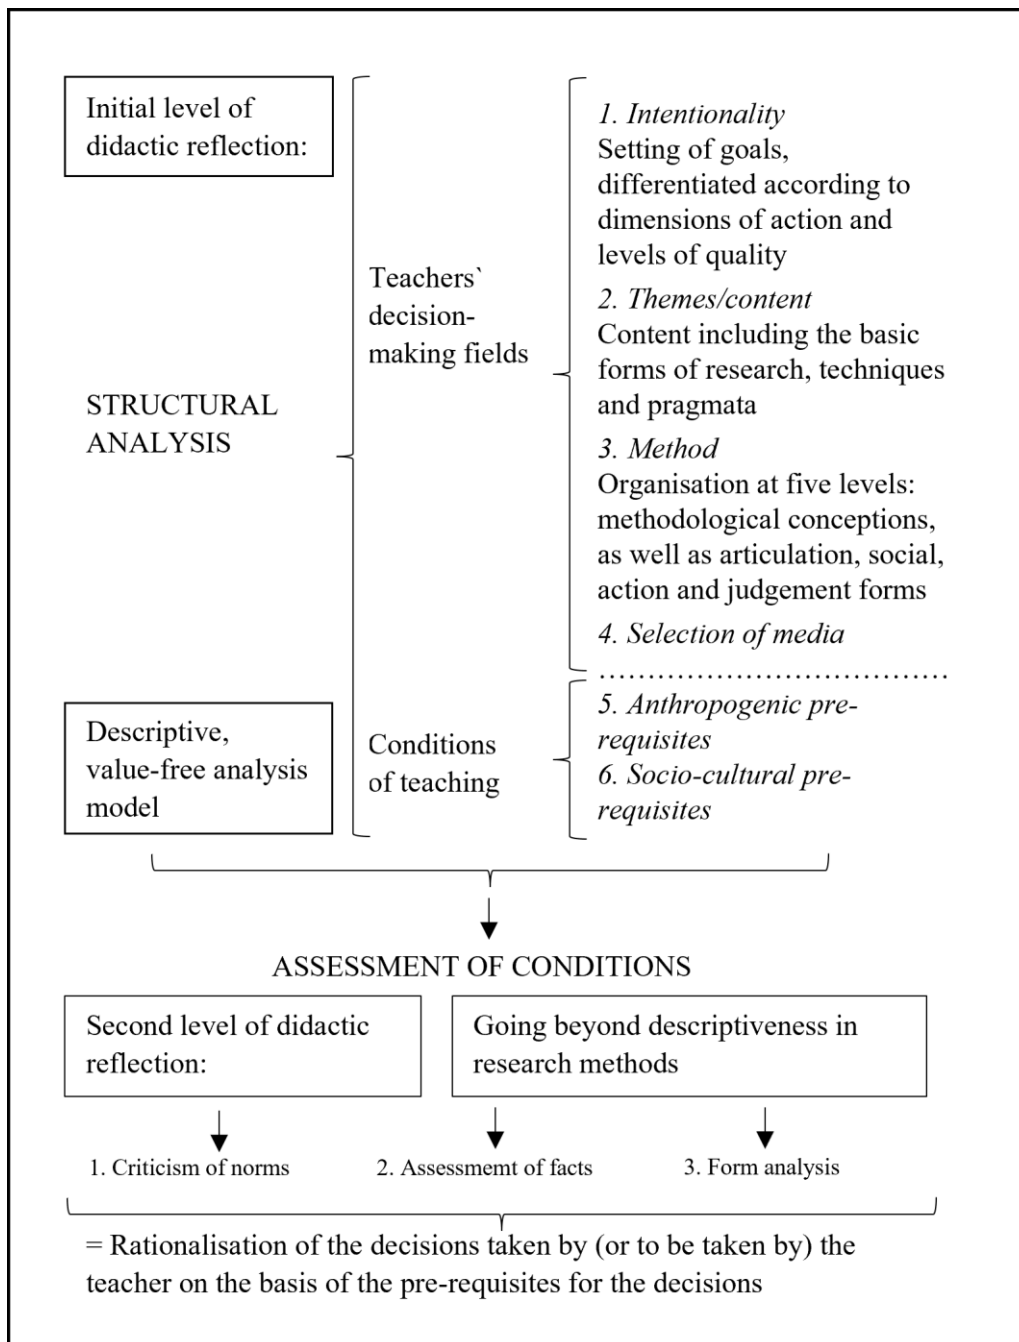 Initial level of
didactic reflection:
STRUCTURAL
ANALYSIS
Descriptive,
value-free analysis
model
Teachers`
decision-
making fields
Conditions
of teaching
1. Intentionality
Setting of goals,
differentiated according to
dimensions of action and
levels of quality
2. Themes/content
Content including the basic
forms of research, techniques
and pragmata
3. Method
Organisation at five levels:
methodological conceptions,
as well as articulation, social,
action and judgement forms
4. Selection of media
....................................
5. Anthropogenic pre-
requisites
6. Socio-cultural pre-
requisites
ASSESSMENT OF CONDITIONS
Second level of didactic
reflection:
Going beyond descriptiveness in
research methods
1. Criticism of norms
2. Assessmemt of facts
3. Form analysis
= Rationalisation of the decisions taken by (or to be taken by) the
teacher on the basis of the pre-requisites for the decisions